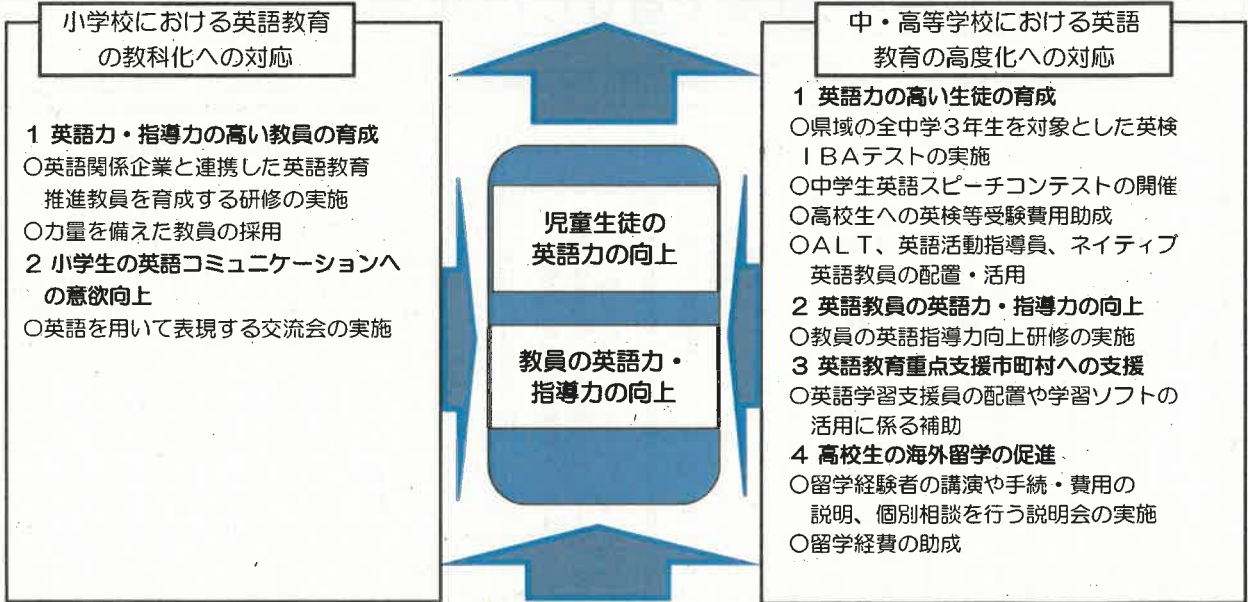 小学校における英語教育
の教科化への対応
1 英語力・指導力の高い教員の育成
○英語関係企業と連携した英語教育
推進教員を育成する研修の実施
○力量を備えた教員の採用
2 小学生の英語コミュニケーションへ
の意欲向上
○英語を用いて表現する交流会の実施
児童生徒の
英語力の向上
教員の英語力・
指導力の向上
中・高等学校における英語
教育の高度化への対応
1 英語力の高い生徒の育成
○県域の全中学3年生を対象とした英検
IBAテストの実施
○中学生英語スピーチコンテストの開催
○高校生への英検等受験費用助成
○ALT、英語活動指導員、ネイティブ
英語教員の配置・活用
2 英語教員の英語力・指導力の向上
○教員の英語指導力向上研修の実施
3 英語教育重点支援市町村への支援
○英語学習支援員の配置や学習ソフトの
活用に係る補助
4 高校生の海外留学の促進
○留学経験者の講演や手続・費用の
説明、個別相談を行う説明会の実施
○留学経費の助成